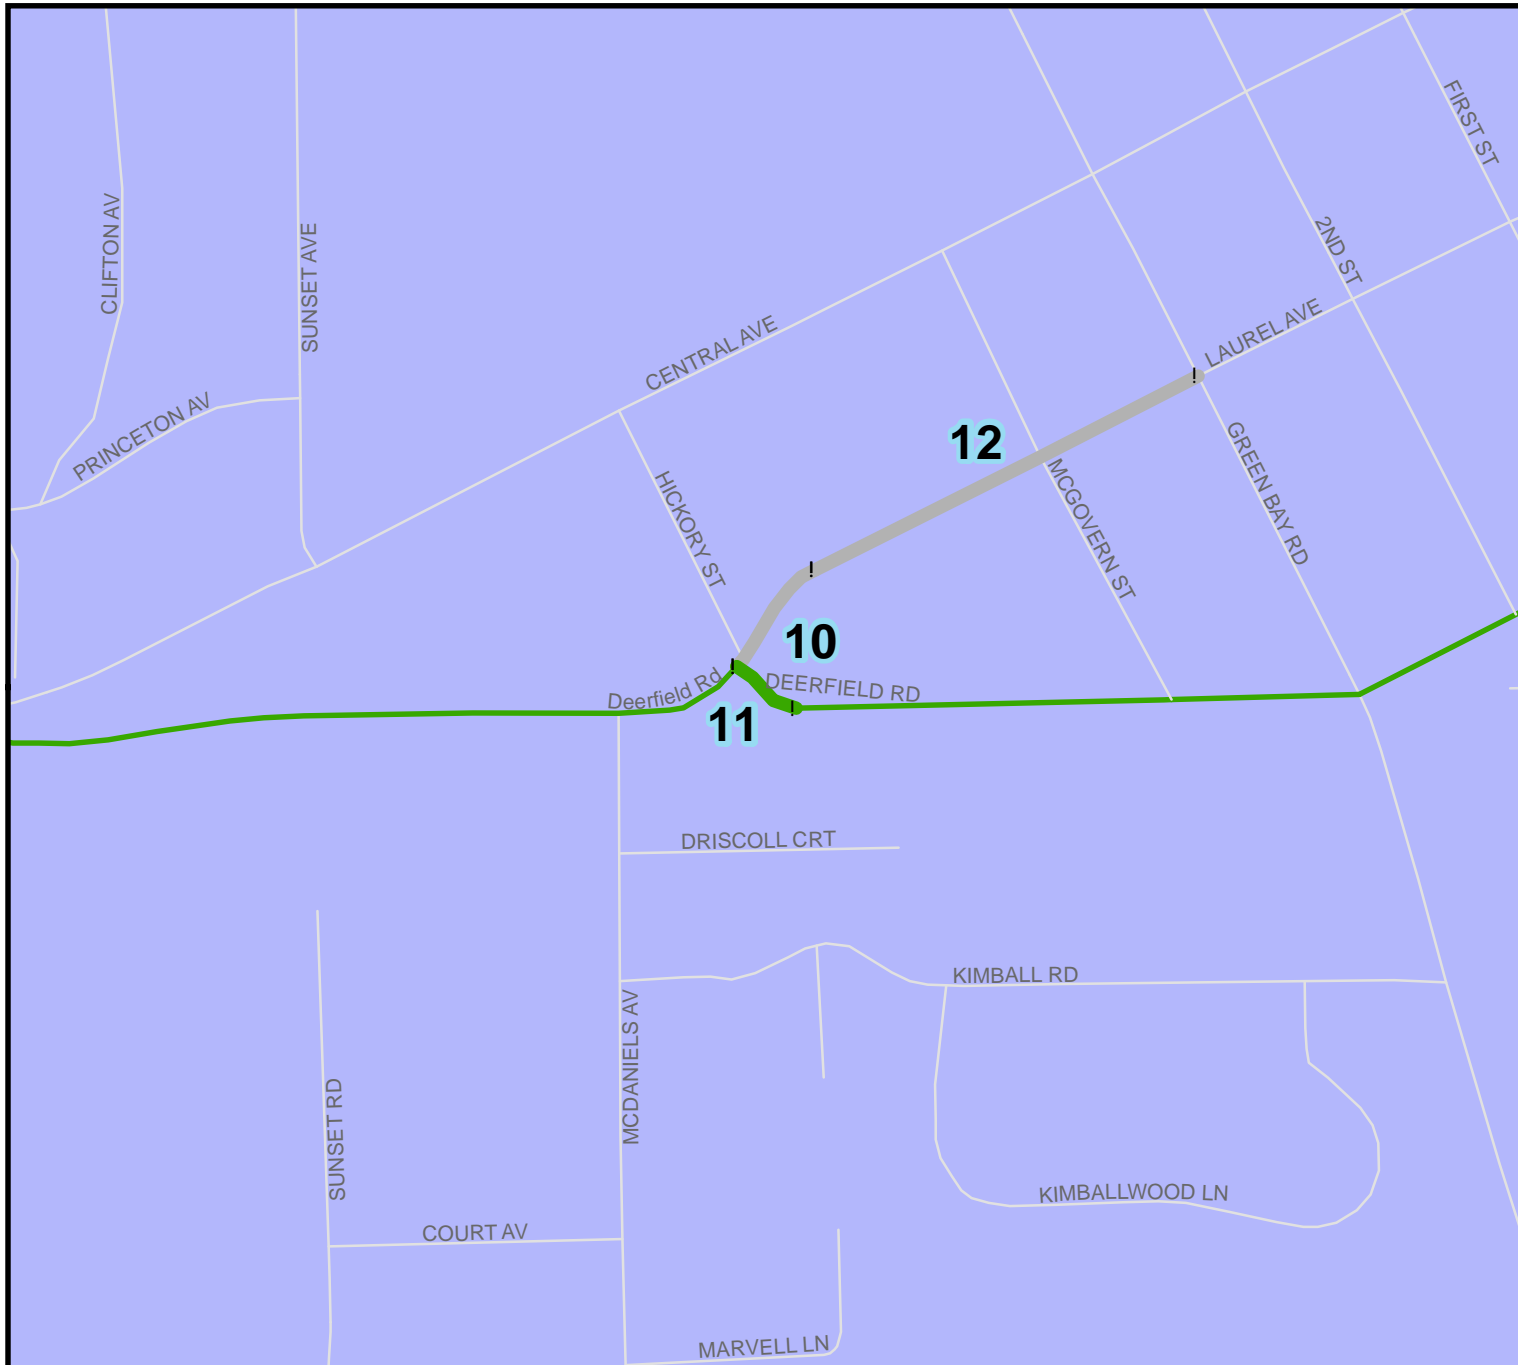 FIRST ST
CLIFTON AV
SUNSET AVE
2ND ST
LAUREL AVE
CENTRAL AVE
PRINCETON AV
12
GREEN BAY RD
HICKORY ST
MCGOVERN ST
10
Deerfield Rd
DEERFIELD RD
11
DRISCOLL CRT
KIMBALL RD
MCDANIELS AV
SUNSET RD
KIMBALLWOOD LN
COURT AV
MARVELL LN